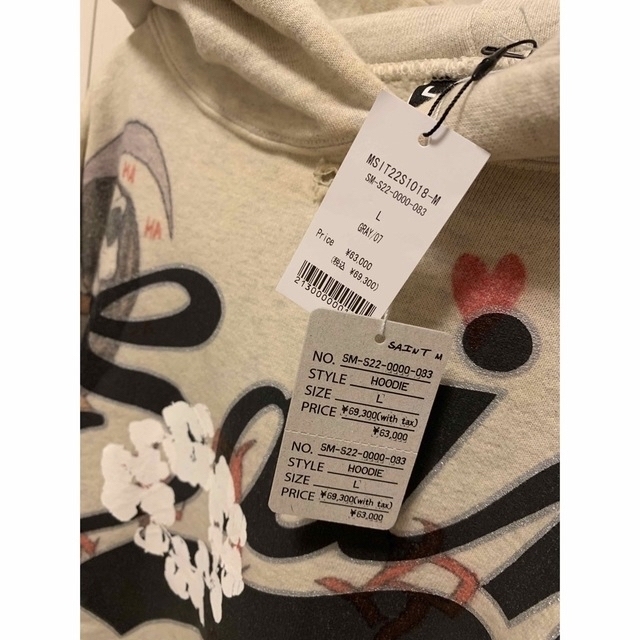 MSIT22S1018-M
SM-S22-0000-083
L
GRAY/07
Price
¥63,000
(税込 ¥69,300)
SAINT M
NO. SM-S22-0000-083
STYLE HOODIE
SIZE L
PRICE ¥69,300(with tax)
¥63,000
NO. SM-S22-0000-083
STYLE HOODIE
SIZE L
PRICE ¥69,300(with tax)
¥63,000
HA
HA